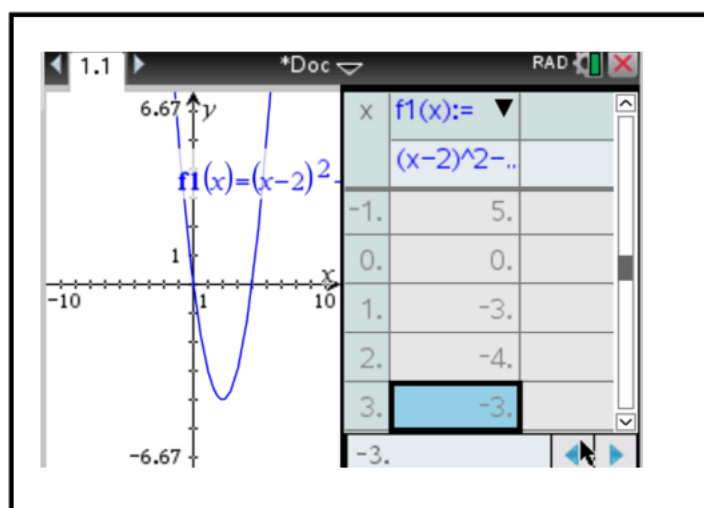 1.1 *Doc RAD
6.67 y
f1(x)=(x-2)²-
1
x
-10 1 10
-6.67
x f1(x):= ▼
(x-2)^2-..
-1. 5.
0. 0.
1. -3.
2. -4.
3. -3.
-3.